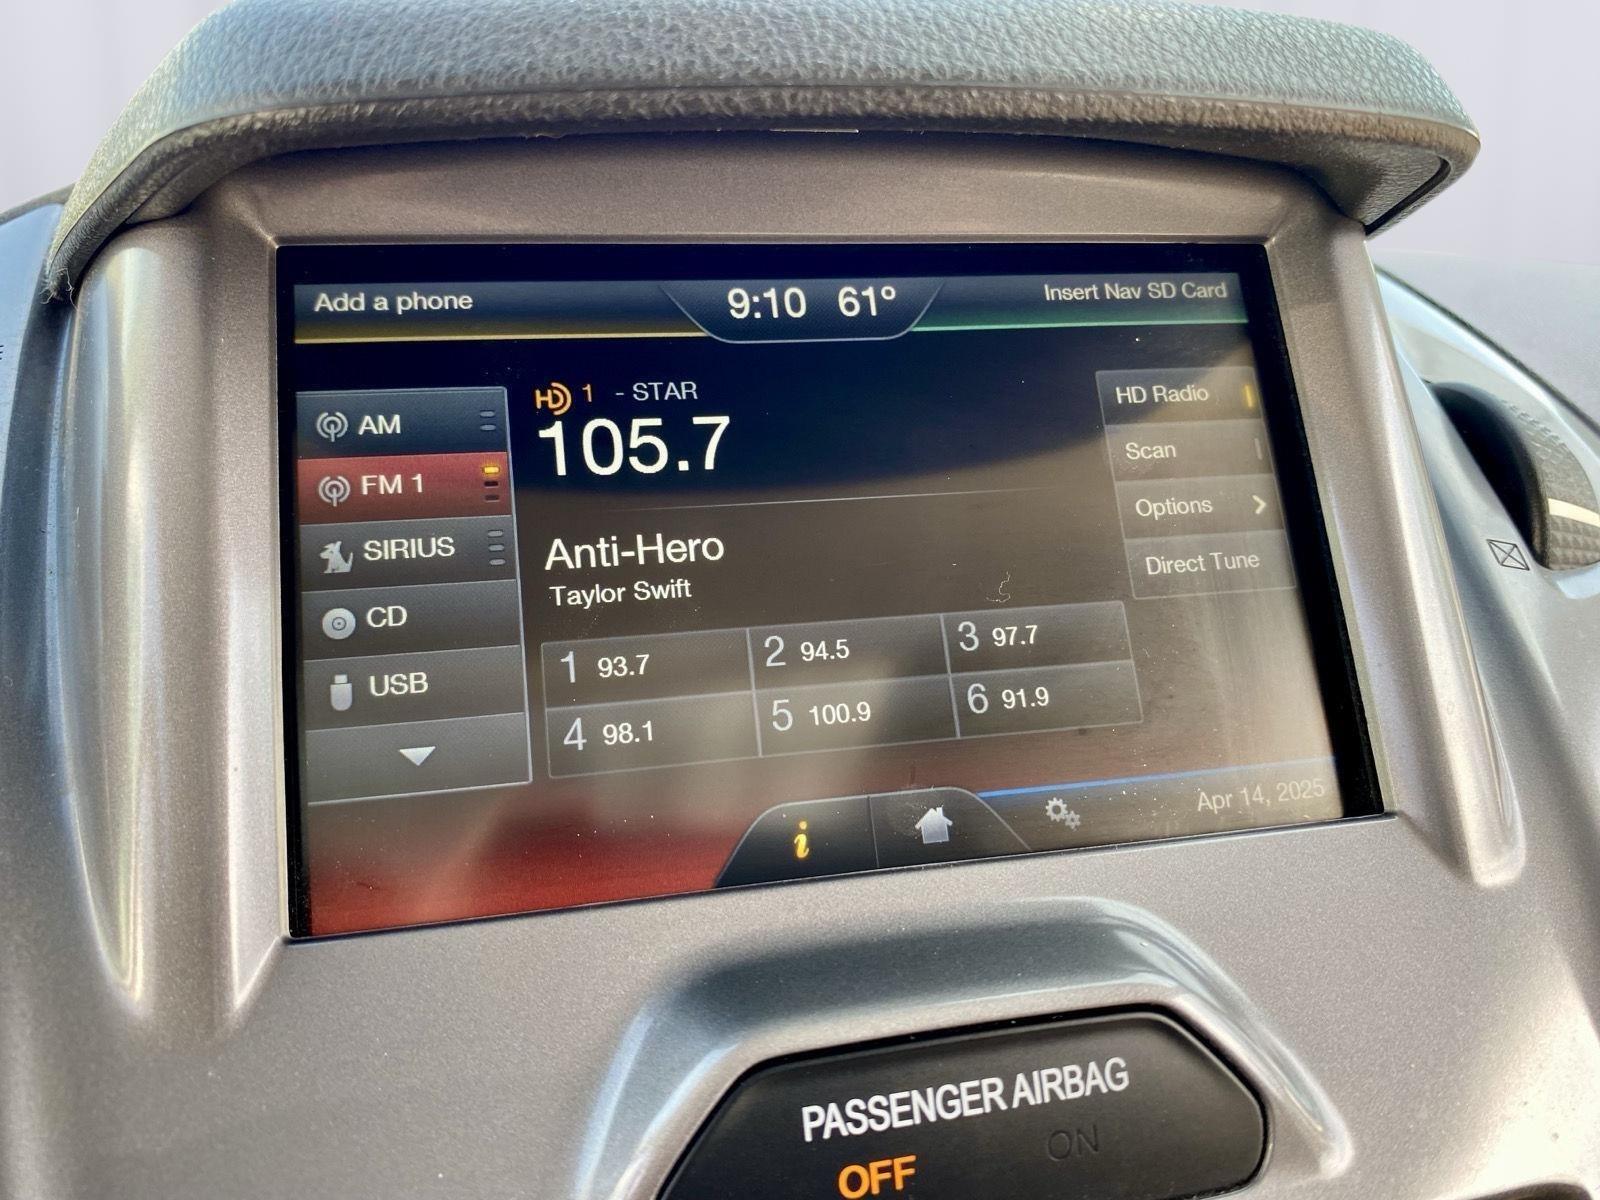 Add a phone
9:10 61°
Insert Nav SD Card
AM
FM 1
SIRIUS
CD
USB
HD 1 - STAR
105.7
Anti-Hero
Taylor Swift
1 93.7
2 94.5
3 97.7
4 98.1
5 100.9
6 91.9
HD Radio
Scan
Options
Direct Tune
i
Apr 14, 2025
PASSENGER AIRBAG
OFF ON